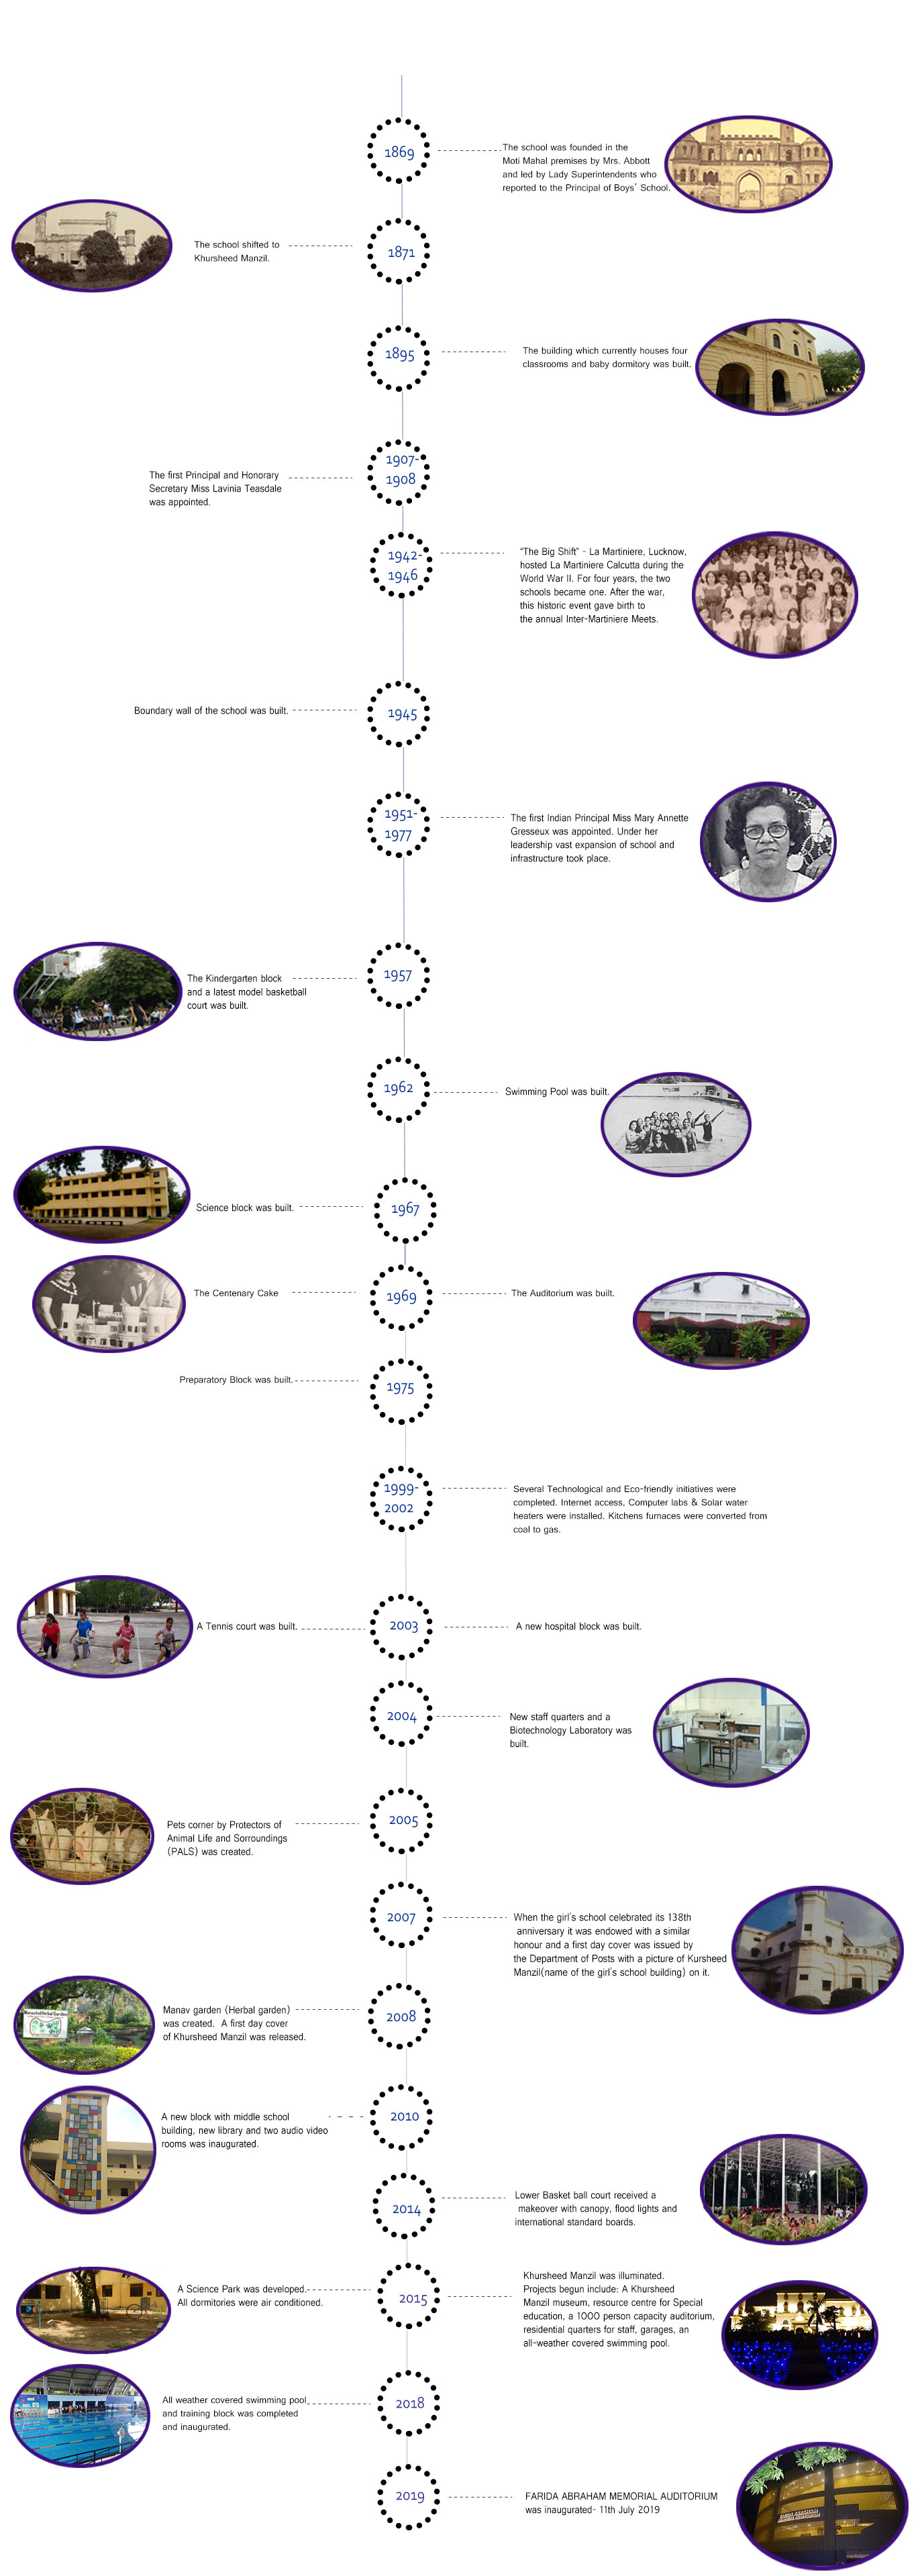 1869
The school was founded in the
Moti Mahal premises by Mrs. Abbott
and led by Lady Superintendents who
reported to the Principal of Boys' School.
The school shifted to
Khursheed Manzil.
1871
1895
The building which currently houses four
classrooms and baby dormitory was built.
The first Principal and Honorary
Secretary Miss Lavinia Teasdale
was appointed.
1907-
1908
1942-
1946
"The Big Shift" - La Martiniere, Lucknow,
hosted La Martiniere Calcutta during the
World War II. For four years, the two
schools became one. After the war,
this historic event gave birth to
the annual Inter-Martiniere Meets.
Boundary wall of the school was built.
1945
1951-
1977
The first Indian Principal Miss Mary Annette
Gresseux was appointed. Under her
leadership vast expansion of school and
infrastructure took place.
The Kindergarten block
and a latest model basketball
court was built.
1957
1962
Swimming Pool was built.
Science block was built.
1967
The Centenary Cake
1969
The Auditorium was built.
Preparatory Block was built.
1975
1999-
2002
Several Technological and Eco-friendly initiatives were
completed. Internet access, Computer labs & Solar water
heaters were installed. Kitchens furnaces were converted from
coal to gas.
A Tennis court was built.
2003
A new hospital block was built.
2004
New staff quarters and a
Biotechnology Laboratory was
built.
Pets corner by Protectors of
Animal Life and Sorroundings
(PALS) was created.
2005
2007
When the girl's school celebrated its 138th
anniversary it was endowed with a similar
honour and a first day cover was issued by
the Department of Posts with a picture of Kursheed
Manzil(name of the girl's school building) on it.
Manav garden (Herbal garden)
was created. A first day cover
of Khursheed Manzil was released.
2008
A new block with middle school
building, new library and two audio video
rooms was inaugurated.
2010
2014
Lower Basket ball court received a
makeover with canopy, flood lights and
international standard boards.
A Science Park was developed.
All dormitories were air conditioned.
2015
Khursheed Manzil was illuminated.
Projects begun include: A Khursheed
Manzil museum, resource centre for Special
education, a 1000 person capacity auditorium,
residential quarters for staff, garages, an
all-weather covered swimming pool.
All weather covered swimming pool
and training block was completed
and inaugurated.
2018
2019
FARIDA ABRAHAM MEMORIAL AUDITORIUM
was inaugurated- 11th July 2019